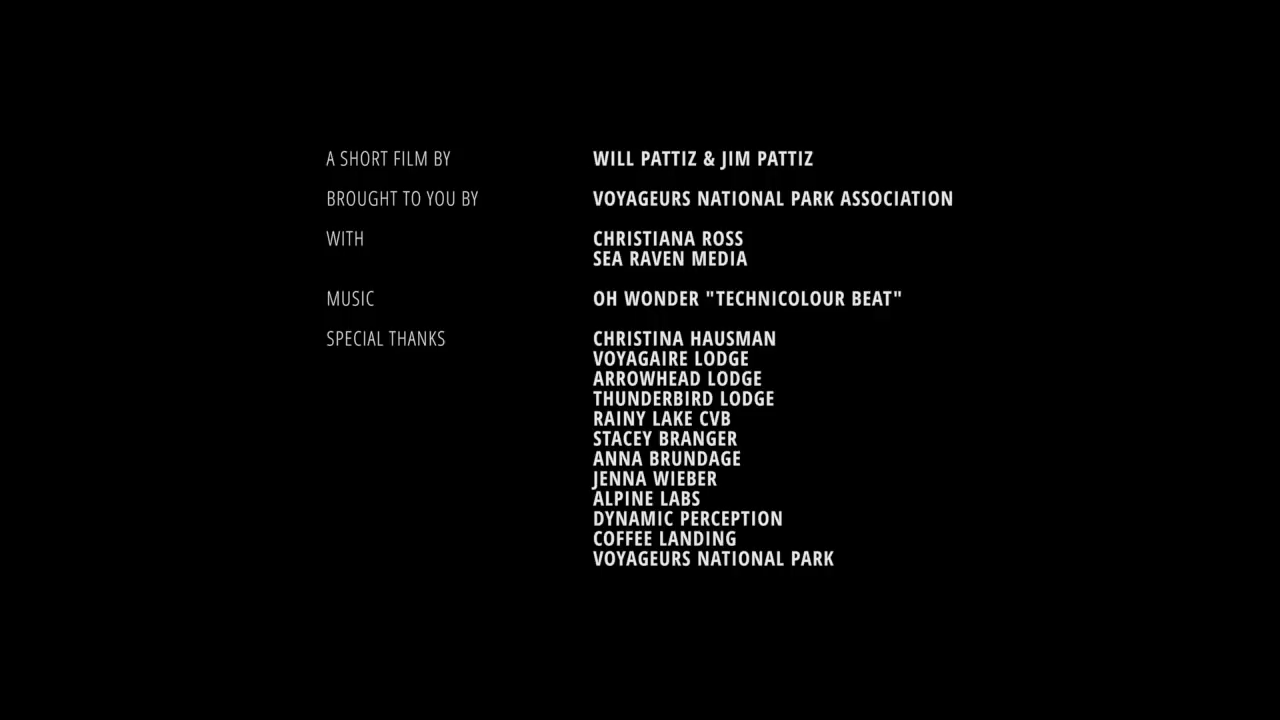 A SHORT FILM BY WILL PATTIZ & JIM PATTIZ
BROUGHT TO YOU BY VOYAGEURS NATIONAL PARK ASSOCIATION
WITH CHRISTIANA ROSS
SEA RAVEN MEDIA
MUSIC OH WONDER "TECHNICOLOUR BEAT"
SPECIAL THANKS CHRISTINA HAUSMAN
VOYAGAIRE LODGE
ARROWHEAD LODGE
THUNDERBIRD LODGE
RAINY LAKE CVB
STACEY BRANGER
ANNA BRUNDAGE
JENNA WIEBER
ALPINE LABS
DYNAMIC PERCEPTION
COFFEE LANDING
VOYAGEURS NATIONAL PARK